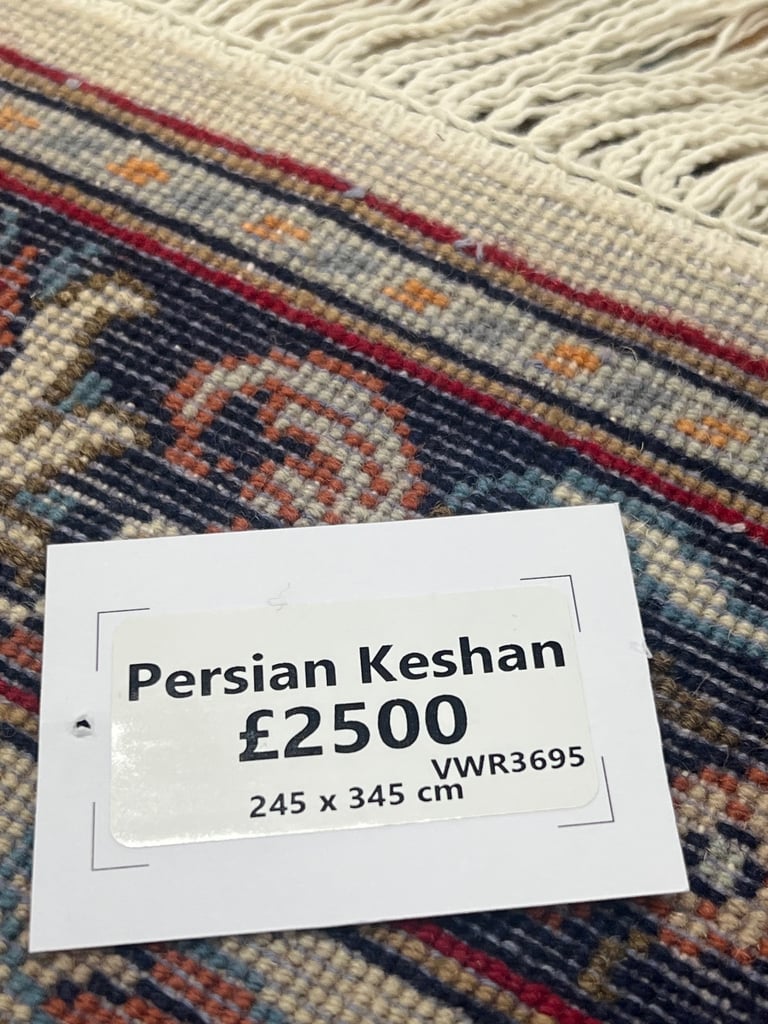 Persian Keshan
£2500
VWR3695
245 x 345 cm